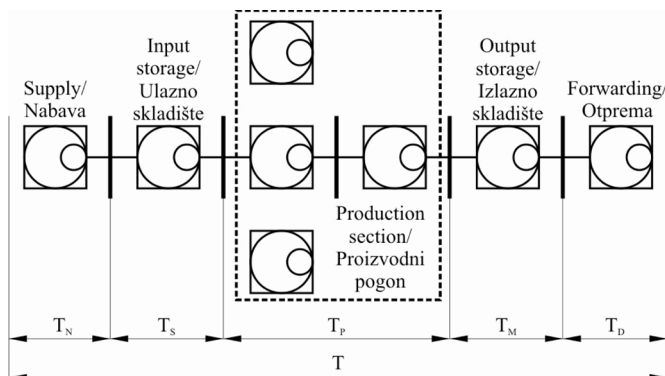 Supply/
Nabava
Input
storage/
Ulazno
skladište
Output
storage/
Izlazno
skladište
Forwarding/
Otprema
Production
section/
Proizvodni
pogon
T_N
T_S
T_P
T_M
T_D
T